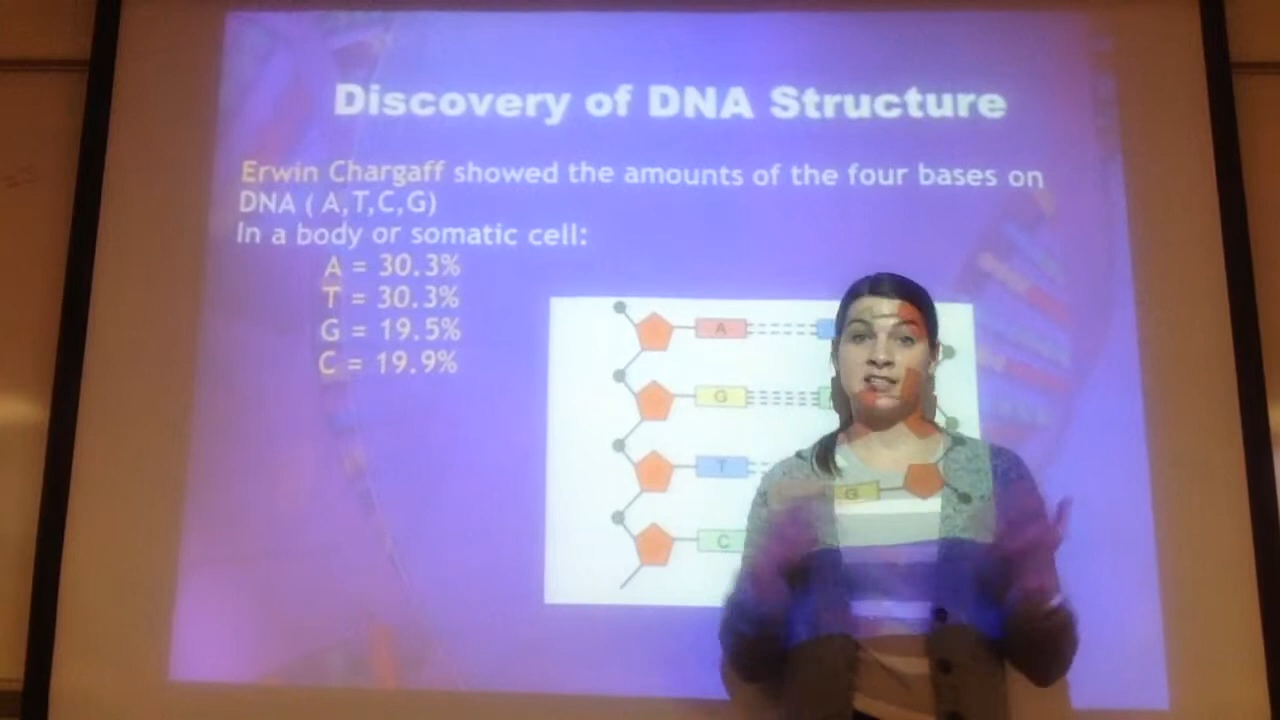 Discovery of DNA Structure
Erwin Chargaff showed the amounts of the four bases on
DNA ( A,T,C,G)
In a body or somatic cell:
A = 30.3%
T = 30.3%
G = 19.5%
C = 19.9%
A
G
T
G
C